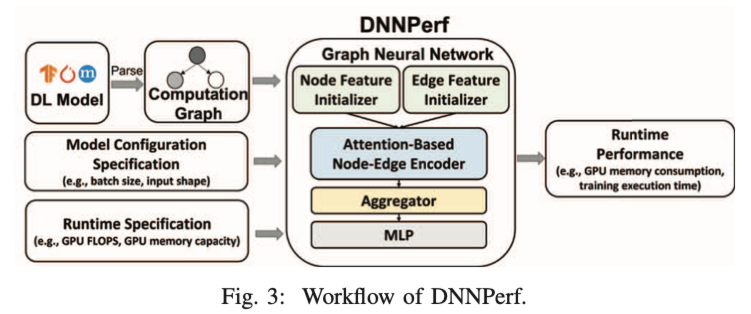 DNNPerf
Graph Neural Network
DL Model
m
Parse
Computation
Graph
Node Feature
Initializer
Edge Feature
Initializer
Model Configuration
Specification
(e.g., batch size, input shape)
Attention-Based
Node-Edge Encoder
Runtime
Performance
(e.g., GPU memory consumption,
training execution time)
Runtime Specification
(e.g., GPU FLOPS, GPU memory capacity)
Aggregator
MLP
Fig. 3: Workflow of DNNPerf.